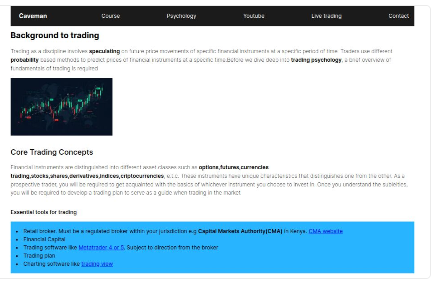 Caveman Course Psychology Youtube Live trading Contact
Background to trading
Trading as a discipline involves speculating on future price movements of specific financial instruments at a specific period of time. Traders use different
probability based methods to predict prices of financial instruments at a specific time.Before we dive deep into trading psychology, a brief overview of
fundamentals of trading is required.
Core Trading Concepts
Financial instruments are distinguished into different asset classes such as options,futures,currencies
trading,stocks,shares,derivatives,indices,criptocurrencies, e.t.c. These instruments have unique characteristics that distinguishes one from the other. As a
prospective trader, you will be required to get acquainted with the basics of whichever instrument you choose to invest in. Once you understand the subtleties,
you will be required to develop a trading plan to serve as a guide when trading in the market.
Essential tools for trading
Retail broker. Must be a regulated broker within your jurisdiction e.g Capital Markets Authority(CMA) in Kenya. CMA website
Financial Capital
Trading software like Metatrader 4 or 5. Subject to direction from the broker
Trading plan
Charting software like trading view